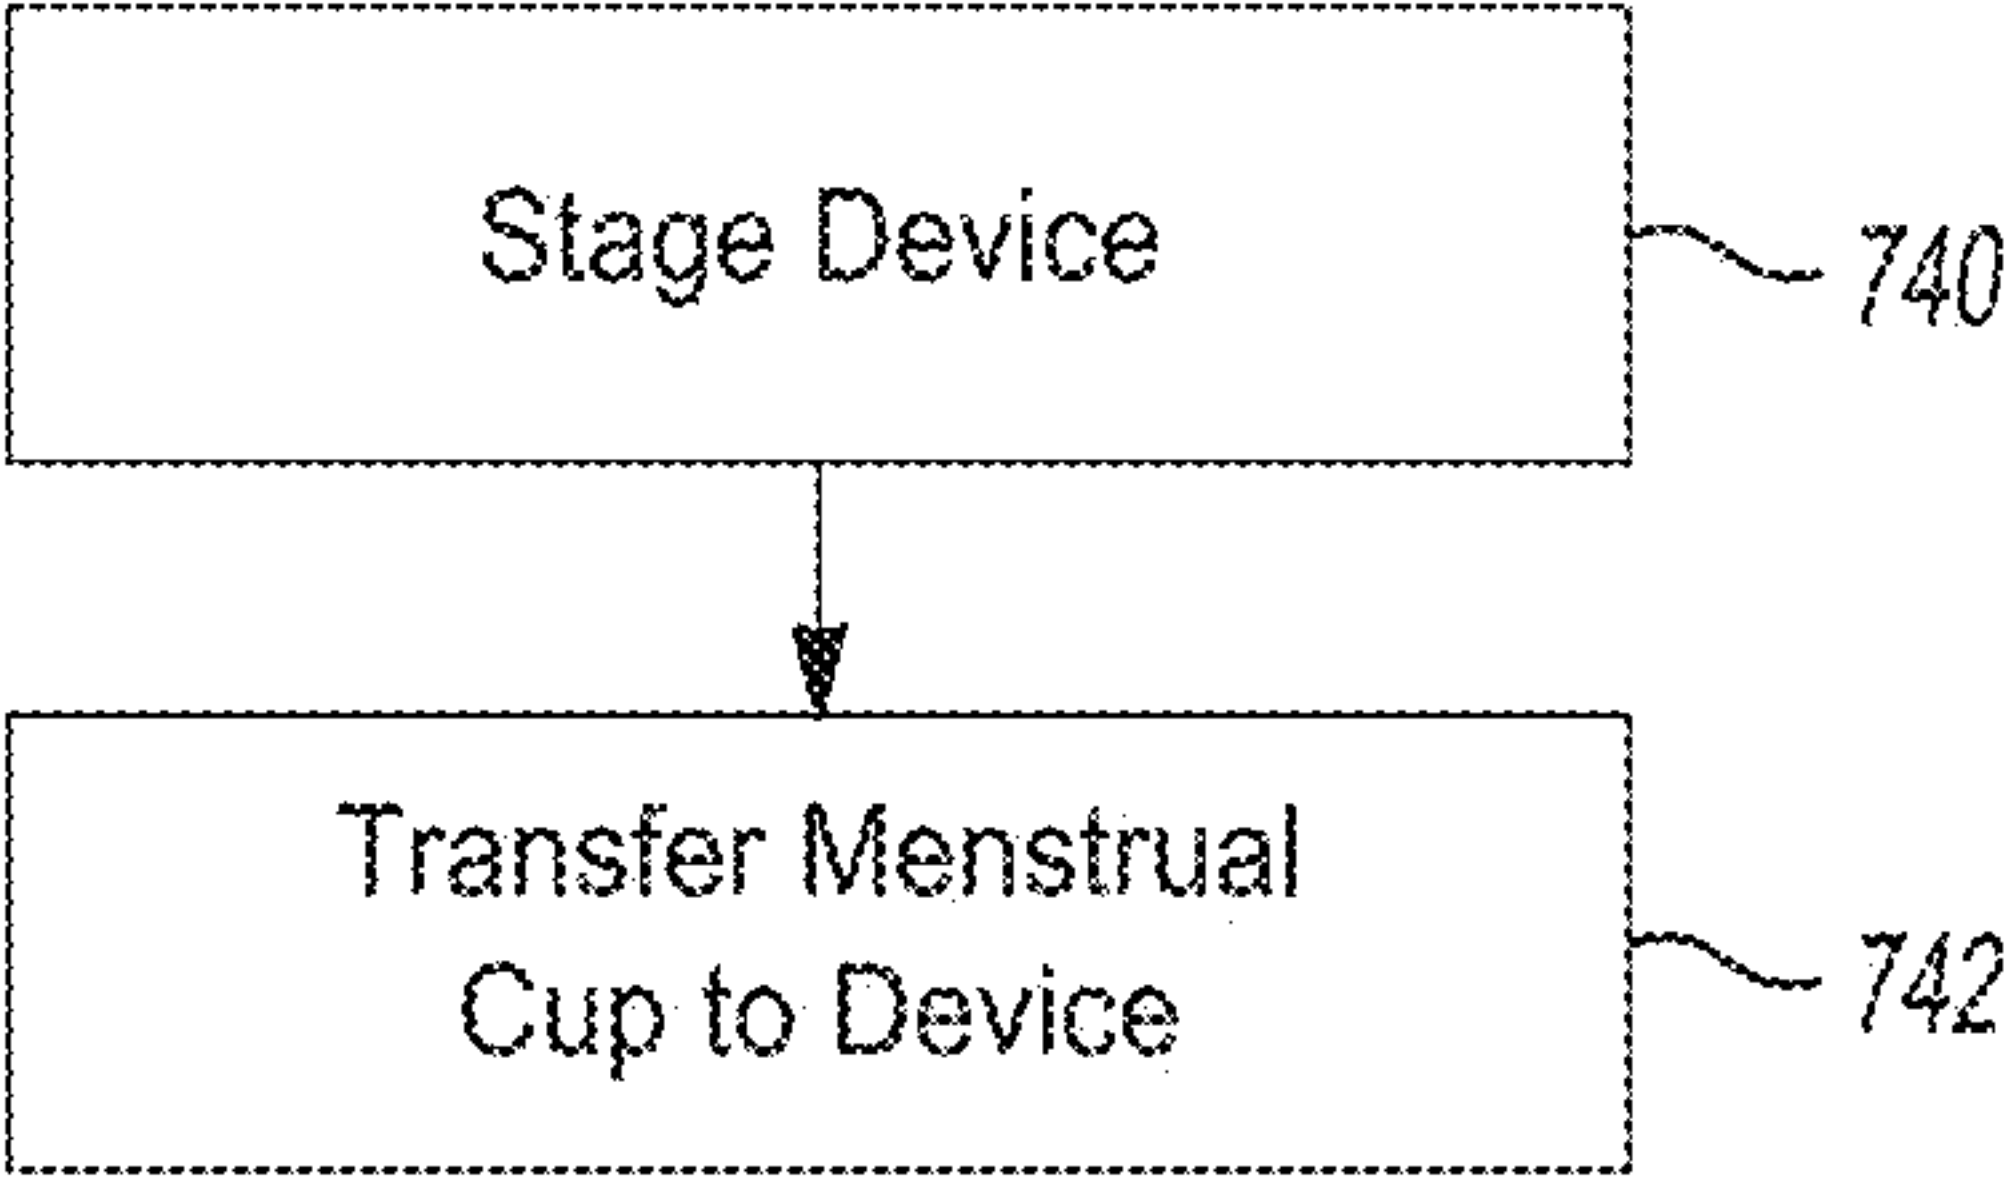 Stage Device
740
Transfer Menstrual
Cup to Device
742